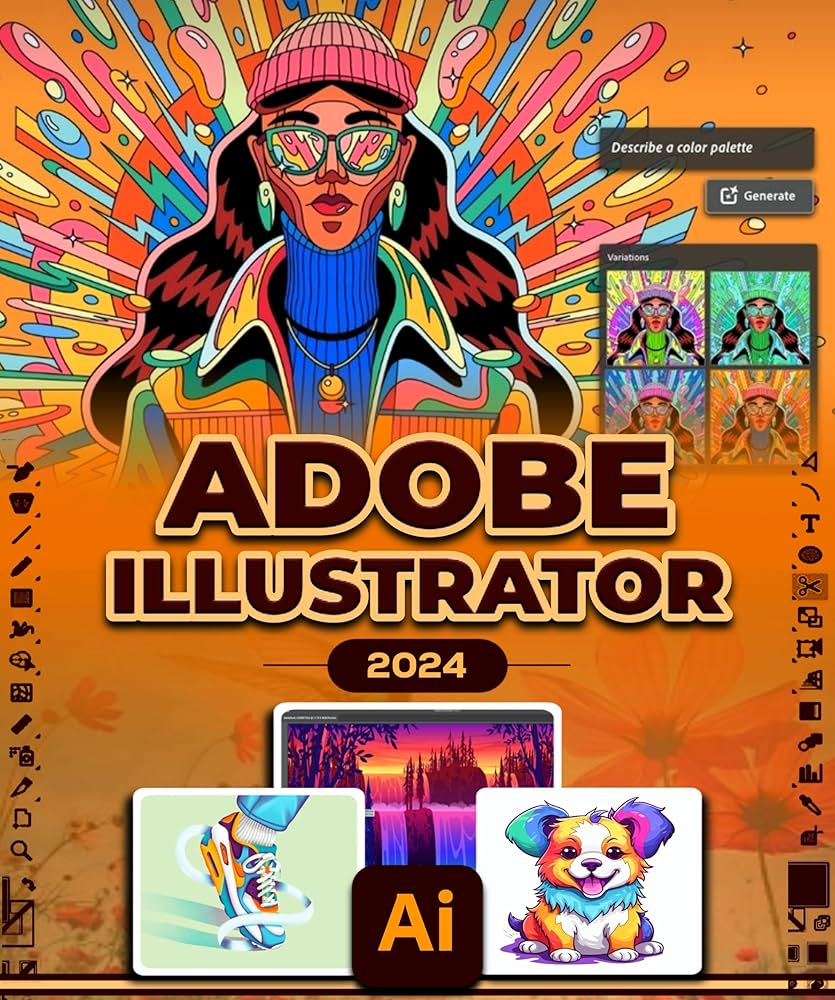 Describe a color palette
Generate
Variations
ADOBE
ILLUSTRATOR
2024
Ai